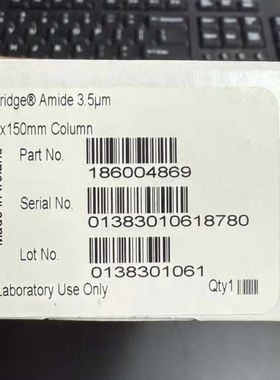 ridge® Amide 3.5µm
x150mm Column
Part No.
186004869
Serial No.
01383010618780
Lot No.
0138301061
Laboratory Use Only
Qty1
Made in Ireland